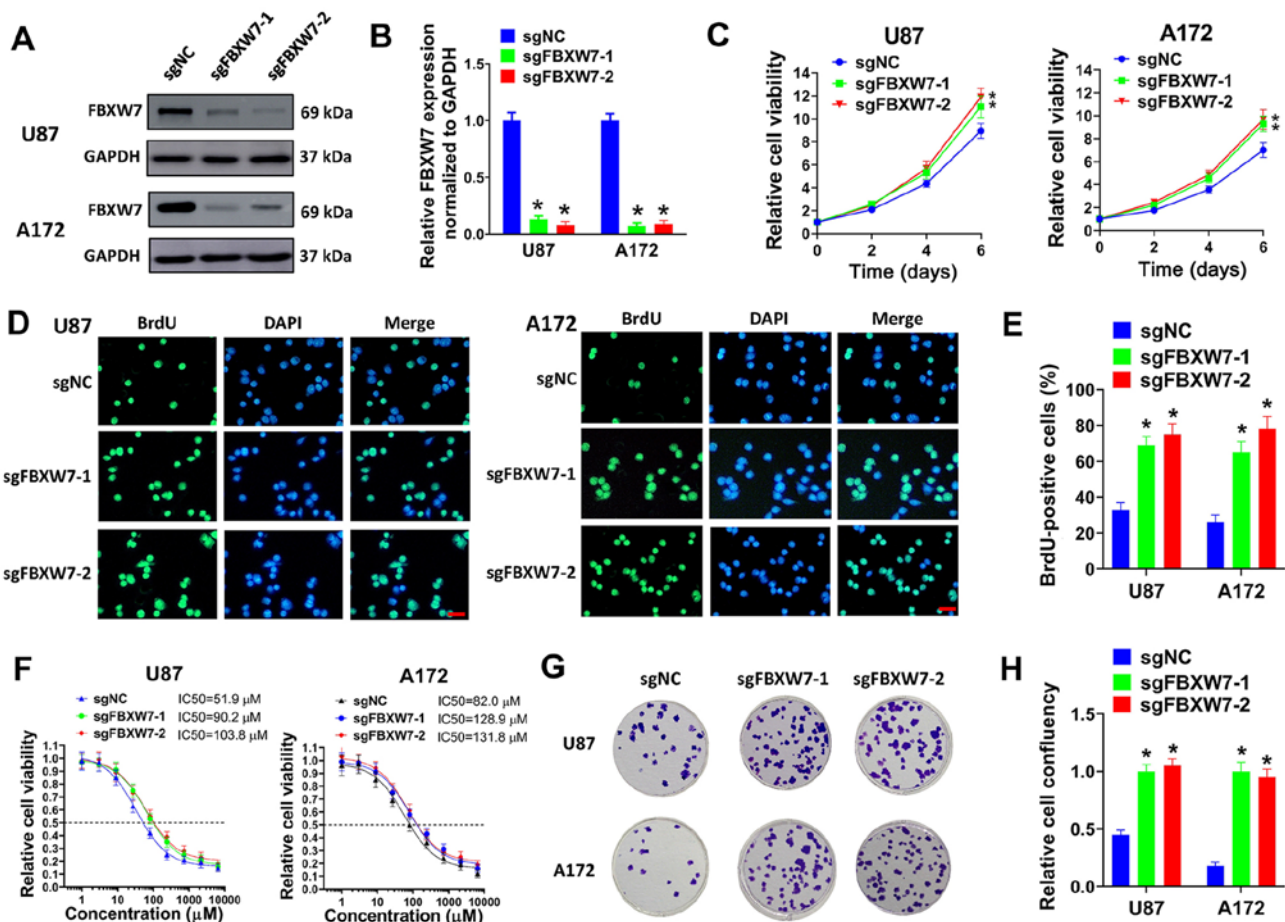 A
sgNC
sgFBXW7-1
sgFBXW7-2
U87
FBXW7
69 kDa
GAPDH
37 kDa
A172
FBXW7
69 kDa
GAPDH
37 kDa
B
sgNC
sgFBXW7-1
sgFBXW7-2
Relative FBXW7 expression
normalized to GAPDH
1.5
1.0
0.5
0.0
* * * *
U87 A172
C
U87
sgNC
sgFBXW7-1
sgFBXW7-2
Relative cell viability
14
12
10
8
6
4
2
0
* *
0 2 4 6
Time (days)
A172
sgNC
sgFBXW7-1
sgFBXW7-2
Relative cell viability
14
12
10
8
6
4
2
0
* *
0 2 4 6
Time (days)
D
U87
BrdU DAPI Merge
sgNC
sgFBXW7-1
sgFBXW7-2
A172
BrdU DAPI Merge
sgNC
sgFBXW7-1
sgFBXW7-2
E
sgNC
sgFBXW7-1
sgFBXW7-2
BrdU-positive cells (%)
100
80
60
40
20
0
* * * *
U87 A172
F
U87
sgNC IC50=51.9 μM
sgFBXW7-1 IC50=90.2 μM
sgFBXW7-2 IC50=103.8 μM
Relative cell viability
1.1
1.0
0.9
0.8
0.7
0.6
0.5
0.4
0.3
0.2
0.1
0.0
1 10 100 1000 10000
Concentration (μM)
A172
sgNC IC50=82.0 μM
sgFBXW7-1 IC50=128.9 μM
sgFBXW7-2 IC50=131.8 μM
Relative cell viability
1.1
1.0
0.9
0.8
0.7
0.6
0.5
0.4
0.3
0.2
0.1
0.0
1 10 100 1000 10000
Concentration (μM)
G
sgNC sgFBXW7-1 sgFBXW7-2
U87
A172
H
sgNC
sgFBXW7-1
sgFBXW7-2
Relative cell confluency
1.5
1.0
0.5
0.0
* * * *
U87 A172